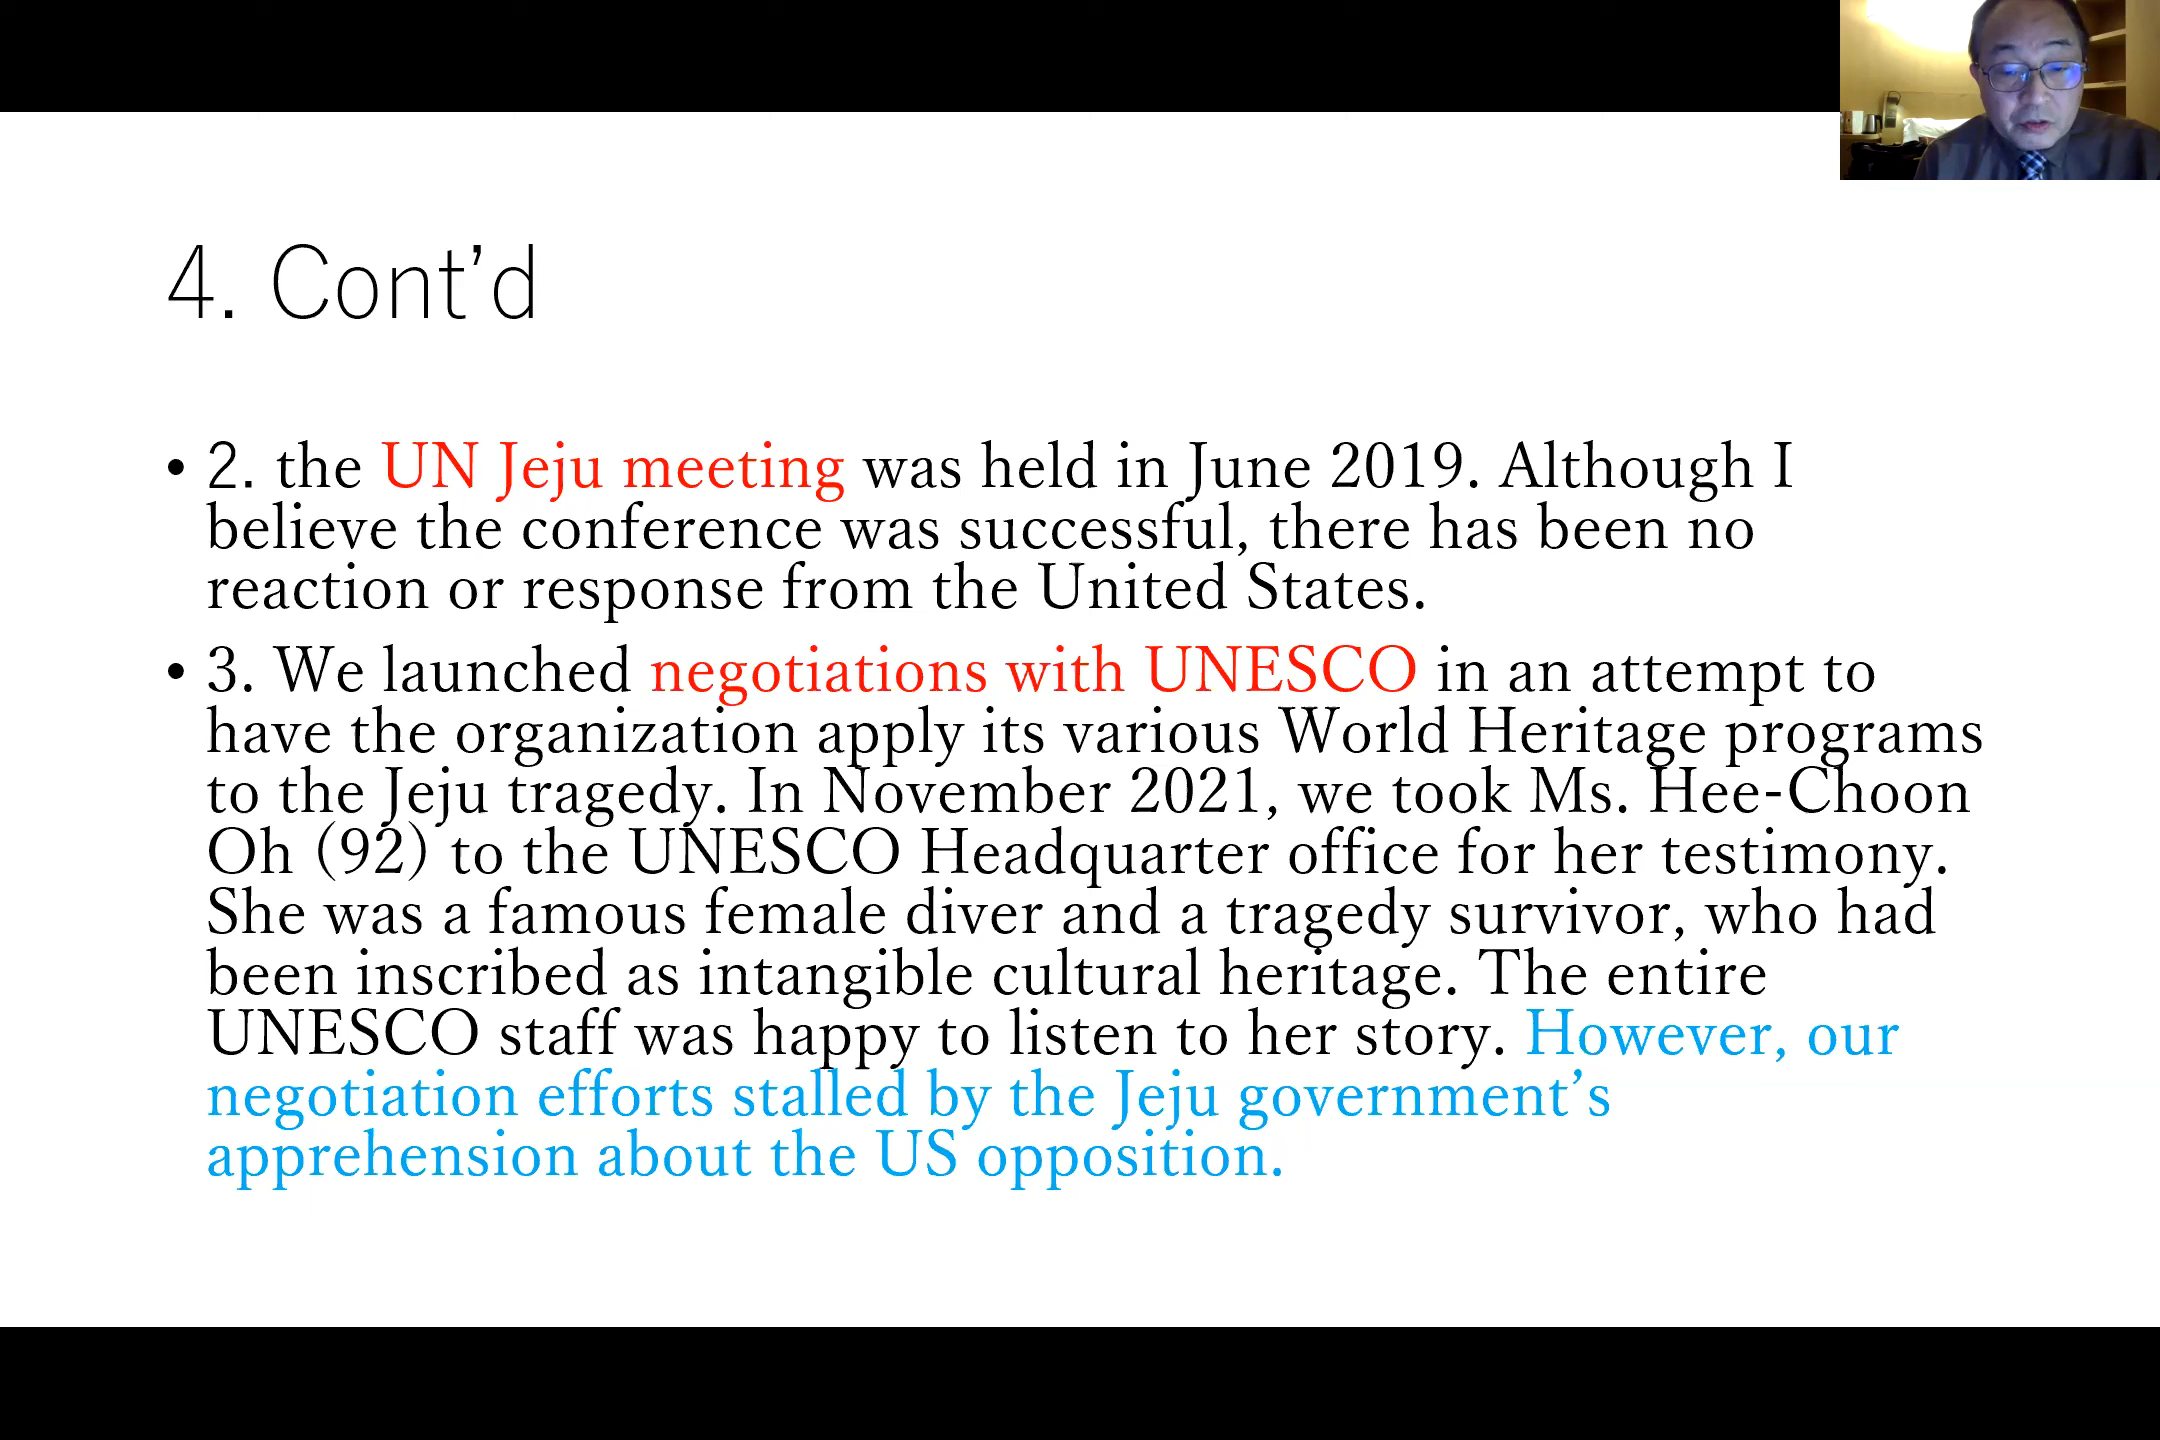 4. Cont’d
• 2. the UN Jeju meeting was held in June 2019. Although I
believe the conference was successful, there has been no
reaction or response from the United States.
• 3. We launched negotiations with UNESCO in an attempt to
have the organization apply its various World Heritage programs
to the Jeju tragedy. In November 2021, we took Ms. Hee-Choon
Oh (92) to the UNESCO Headquarter office for her testimony.
She was a famous female diver and a tragedy survivor, who had
been inscribed as intangible cultural heritage. The entire
UNESCO staff was happy to listen to her story. However, our
negotiation efforts stalled by the Jeju government’s
apprehension about the US opposition.